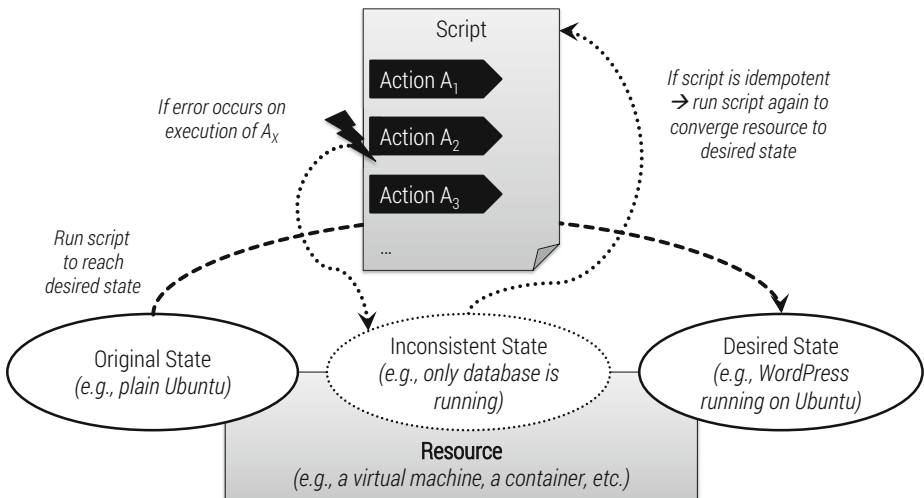 Script
Action A1
Action A2
Action A3
...
If error occurs on
execution of Ax
If script is idempotent
→ run script again to
converge resource to
desired state
Run script
to reach
desired state
Original State
(e.g., plain Ubuntu)
Inconsistent State
(e.g., only database is
running)
Desired State
(e.g., WordPress
running on Ubuntu)
Resource
(e.g., a virtual machine, a container, etc.)